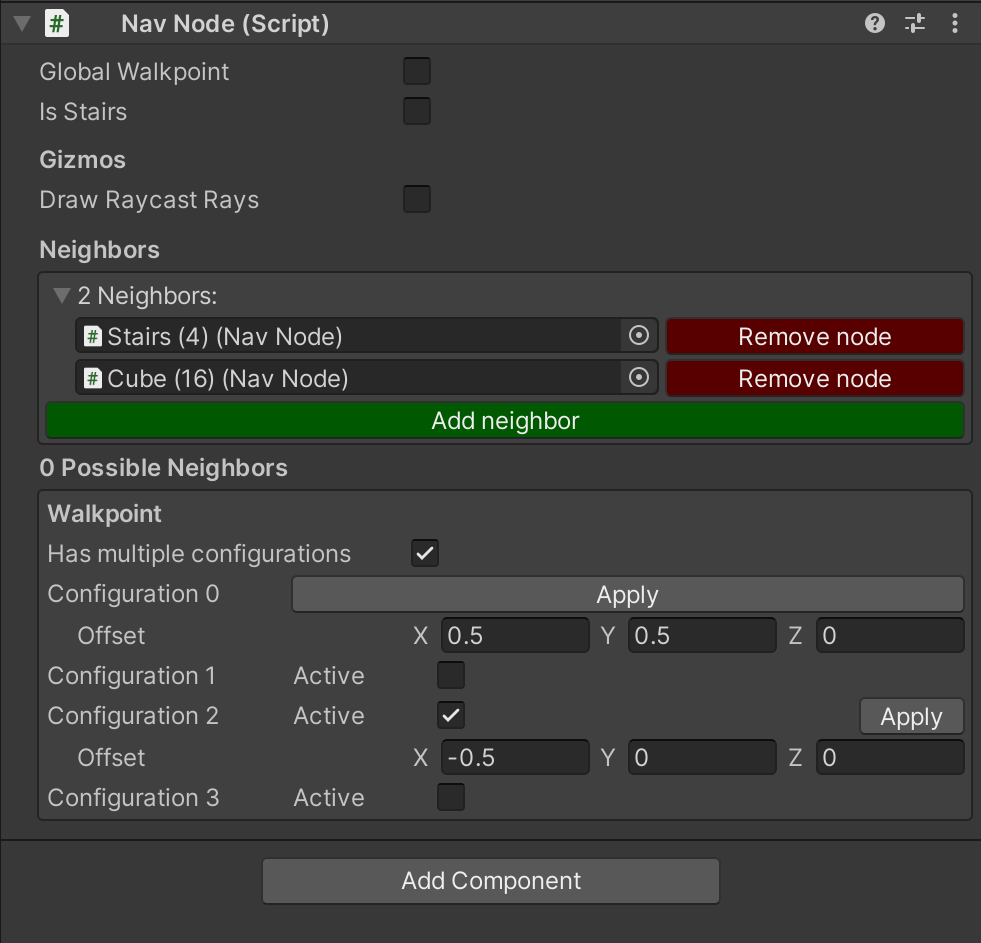 Nav Node (Script)
Global Walkpoint
Is Stairs
Gizmos
Draw Raycast Rays
Neighbors
2 Neighbors:
# Stairs (4) (Nav Node) Remove node
# Cube (16) (Nav Node) Remove node
Add neighbor
0 Possible Neighbors
Walkpoint
Has multiple configurations
Configuration 0 Apply
Offset X 0.5 Y 0.5 Z 0
Configuration 1 Active
Configuration 2 Active Apply
Offset X -0.5 Y 0 Z 0
Configuration 3 Active
Add Component